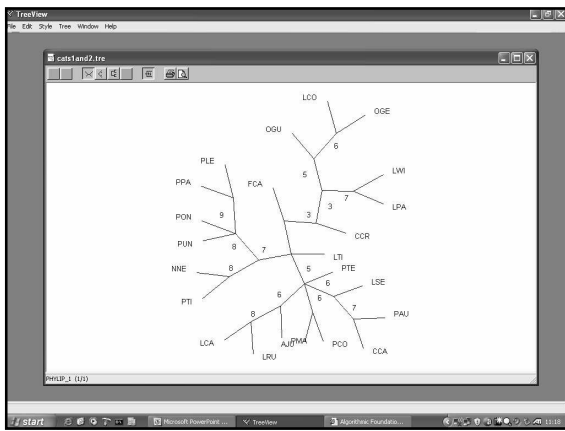 TreeView
File Edit Style Tree Window Help
cats1and2.tre
LCO
OGE
OGU
6
PLE
5
LWI
PPA
FCA
7
LPA
3
9
3
PON
CCR
PUN
8
7
LTI
NNE
8
5
PTE
6
LSE
PTI
6
6
7
PAU
8
LCA
AJU
PMA
PCO
CCA
LRU
PHYLIP_1 (1/1)
start
Microsoft PowerPoint ...
TreeView
Algorithmic Foundatio...
11:18